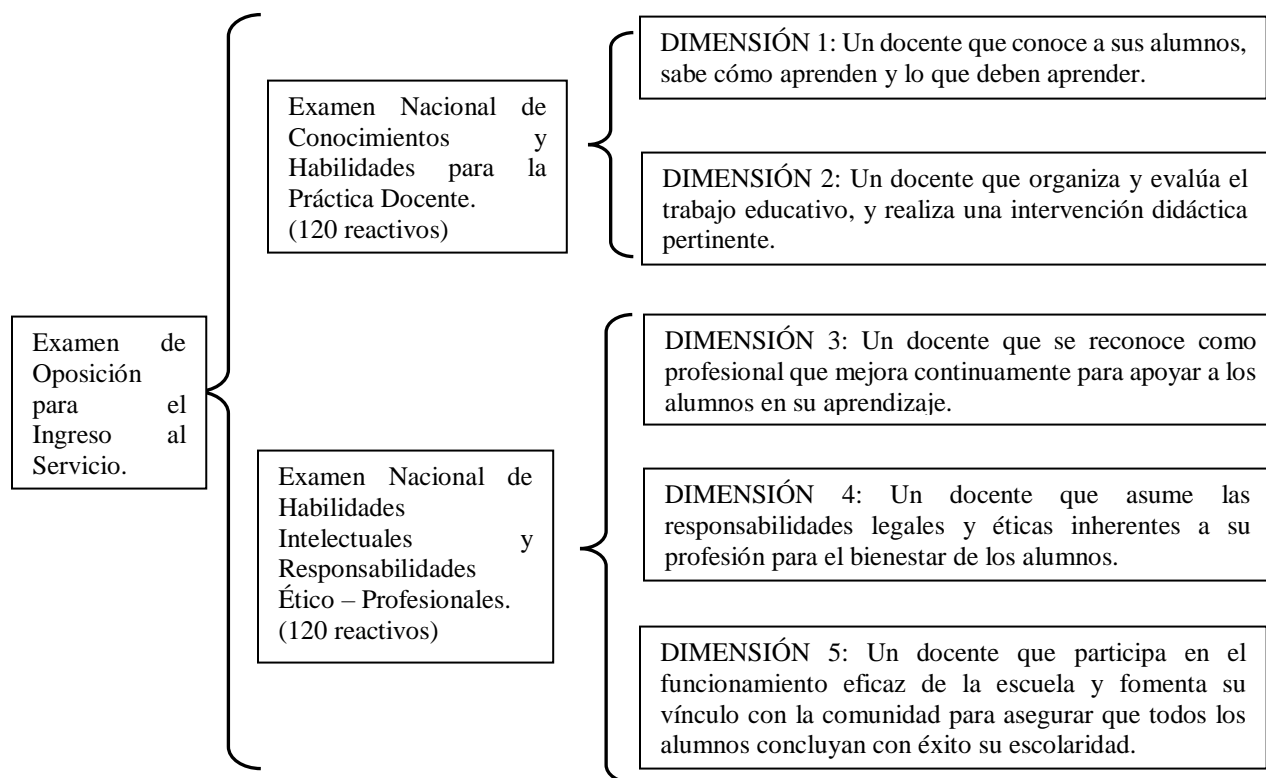 Examen de
Oposición
para el
Ingreso al
Servicio.
Examen Nacional de
Conocimientos y
Habilidades para la
Práctica Docente.
(120 reactivos)
DIMENSIÓN 1: Un docente que conoce a sus alumnos,
sabe cómo aprenden y lo que deben aprender.
DIMENSIÓN 2: Un docente que organiza y evalúa el
trabajo educativo, y realiza una intervención didáctica
pertinente.
Examen Nacional de
Habilidades
Intelectuales y
Responsabilidades
Ético – Profesionales.
(120 reactivos)
DIMENSIÓN 3: Un docente que se reconoce como
profesional que mejora continuamente para apoyar a los
alumnos en su aprendizaje.
DIMENSIÓN 4: Un docente que asume las
responsabilidades legales y éticas inherentes a su
profesión para el bienestar de los alumnos.
DIMENSIÓN 5: Un docente que participa en el
funcionamiento eficaz de la escuela y fomenta su
vínculo con la comunidad para asegurar que todos los
alumnos concluyan con éxito su escolaridad.